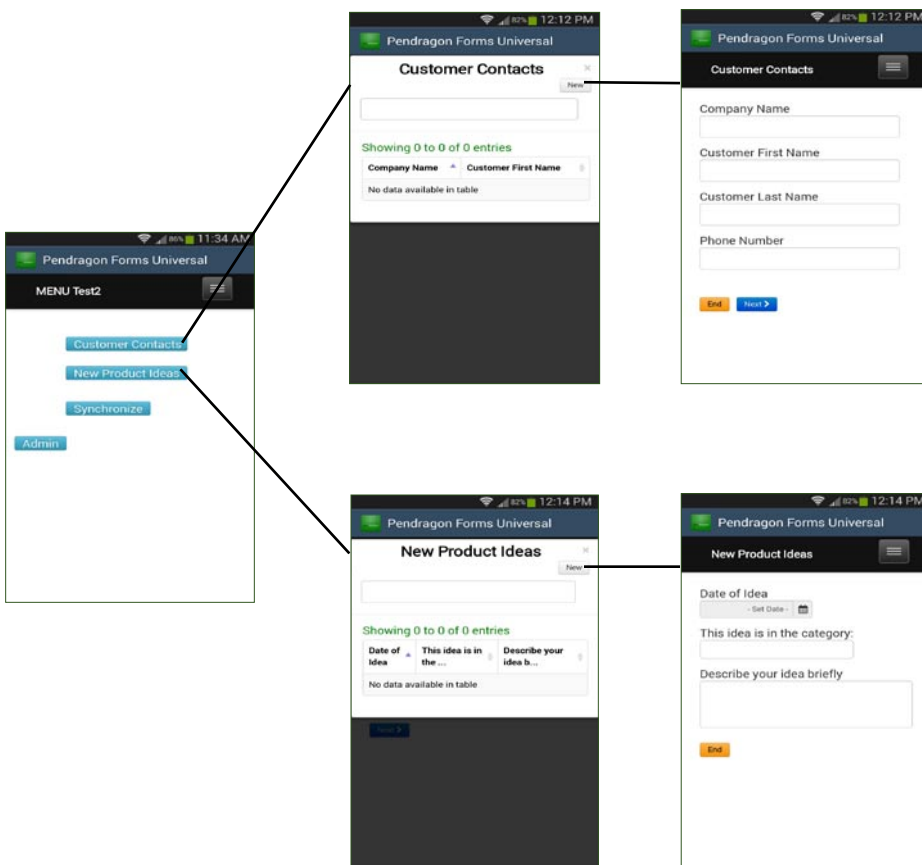 82% 12:12 PM
Pendragon Forms Universal
Customer Contacts
×
New
Showing 0 to 0 of 0 entries
Company Name Customer First Name
No data available in table
82% 12:12 PM
Pendragon Forms Universal
Customer Contacts
Company Name
Customer First Name
Customer Last Name
Phone Number
End Next
86% 11:34 AM
Pendragon Forms Universal
MENU Test2
Customer Contacts
New Product Ideas
Synchronize
Admin
82% 12:14 PM
Pendragon Forms Universal
New Product Ideas
×
New
Showing 0 to 0 of 0 entries
Date of This idea is in Describe your
Idea the ... idea b...
No data available in table
Next
82% 12:14 PM
Pendragon Forms Universal
New Product Ideas
Date of Idea
- Set Date -
This idea is in the category:
Describe your idea briefly
End